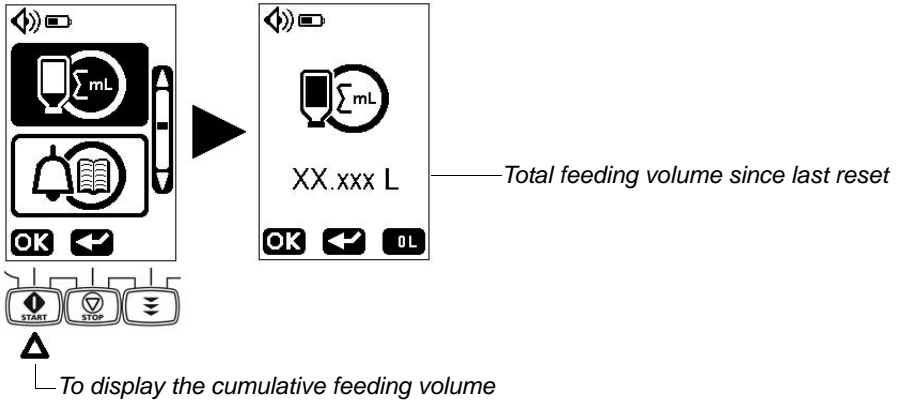 ∑ mL
OK
START
STOP
∑ mL
XX.xxx L
OK
0L
Total feeding volume since last reset
To display the cumulative feeding volume